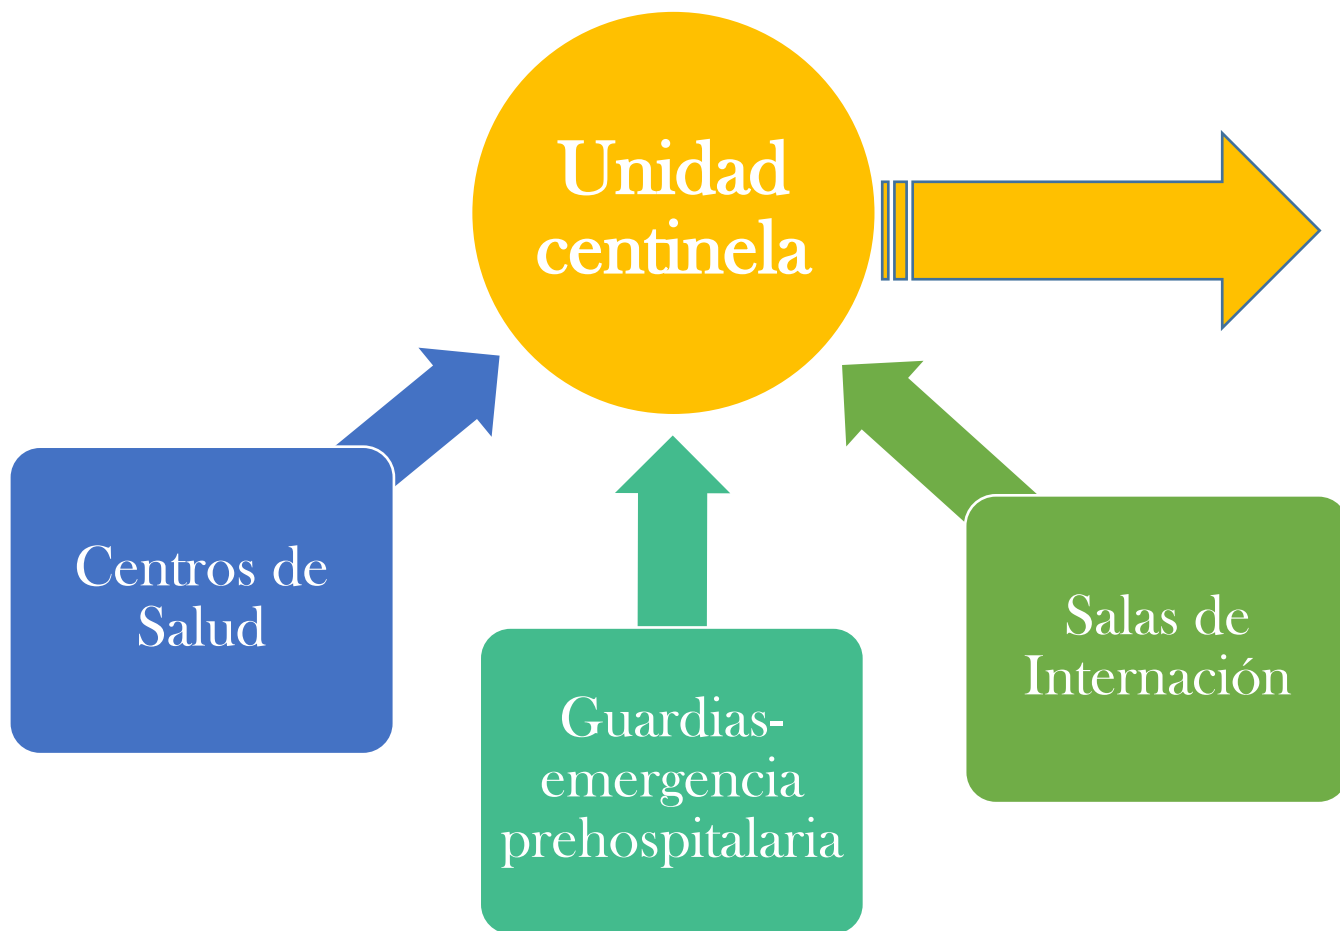 Unidad
centinela
Centros de
Salud
Guardias-
emergencia
prehospitalaria
Salas de
Internación